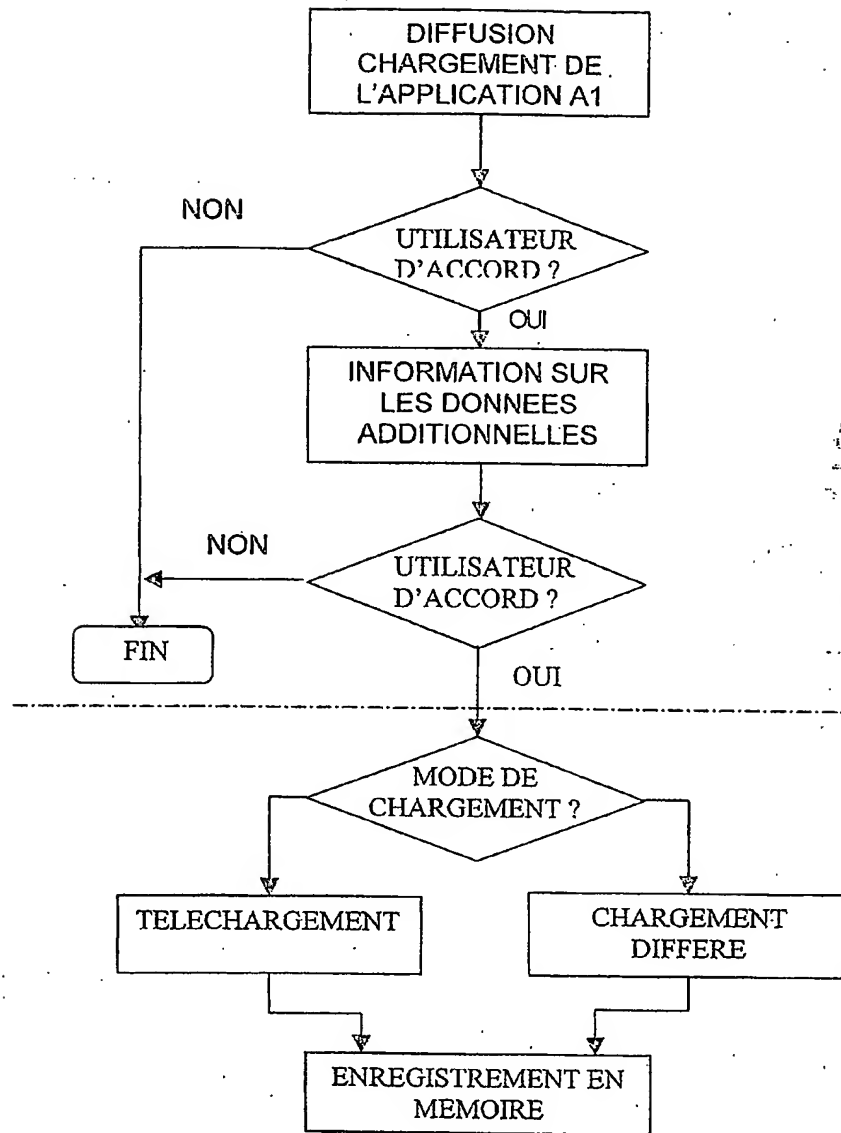 DIFFUSION
CHARGEMENT DE
L'APPLICATION A1
NON
UTILISATEUR
D'ACCORD ?
OUI
INFORMATION SUR
LES DONNEES
ADDITIONNELLES
NON
UTILISATEUR
D'ACCORD ?
FIN
OUI
MODE DE
CHARGEMENT ?
TELECHARGEMENT
CHARGEMENT
DIFFERE
ENREGISTREMENT EN
MEMOIRE